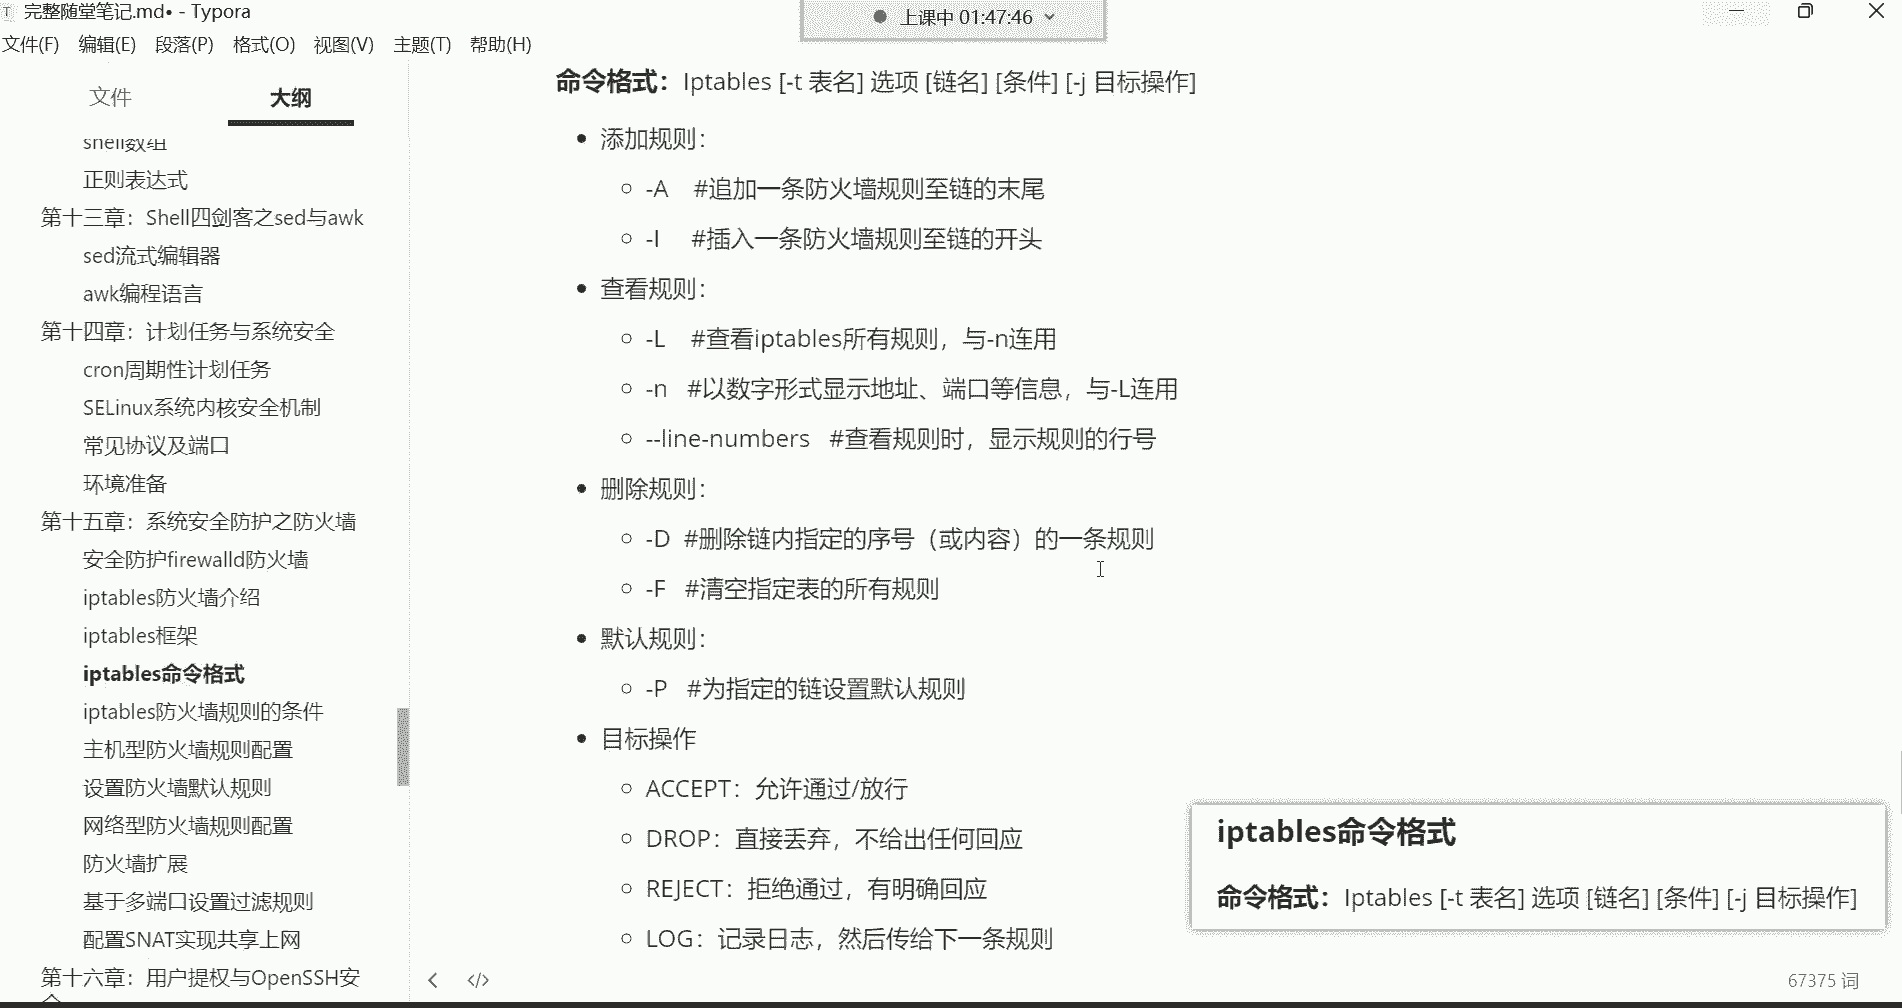 完整随堂笔记.md• - Typora
上课中 01:47:46
文件(F) 编辑(E) 段落(P) 格式(O) 视图(V) 主题(T) 帮助(H)
文件 大纲
shell数组
正则表达式
第十三章：Shell四剑客之sed与awk
sed流式编辑器
awk编程语言
第十四章：计划任务与系统安全
cron周期性计划任务
SELinux系统内核安全机制
常见协议及端口
环境准备
第十五章：系统安全防护之防火墙
安全防护firewalld防火墙
iptables防火墙介绍
iptables框架
iptables命令格式
iptables防火墙规则的条件
主机型防火墙规则配置
设置防火墙默认规则
网络型防火墙规则配置
防火墙扩展
基于多端口设置过滤规则
配置SNAT实现共享上网
第十六章：用户提权与OpenSSH安
命令格式：Iptables [-t 表名] 选项 [链名] [条件] [-j 目标操作]
• 添加规则：
○ -A #追加一条防火墙规则至链的末尾
○ -I #插入一条防火墙规则至链的开头
• 查看规则：
○ -L #查看iptables所有规则，与-n连用
○ -n #以数字形式显示地址、端口等信息，与-L连用
○ --line-numbers #查看规则时，显示规则的行号
• 删除规则：
○ -D #删除链内指定的序号（或内容）的一条规则
○ -F #清空指定表的所有规则
• 默认规则：
○ -P #为指定的链设置默认规则
• 目标操作
○ ACCEPT：允许通过/放行
○ DROP：直接丢弃，不给出任何回应
○ REJECT：拒绝通过，有明确回应
○ LOG：记录日志，然后传给下一条规则
iptables命令格式
命令格式：Iptables [-t 表名] 选项 [链名] [条件] [-j 目标操作]
67375 词